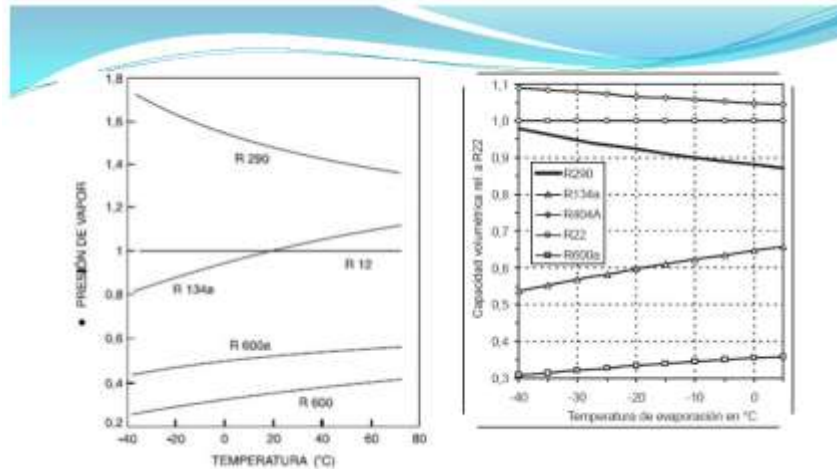 1.8
1.6
1.4
1.2
1
0.8
0.6
0.4
0.2
-40
-20
0
20
40
60
80
● PRESIÓN DE VAPOR
TEMPERATURA (°C)
R 290
R 12
R 134a
R 600a
R 600
1,1
1,0
0,9
0,8
0,7
0,6
0,5
0,4
0,3
-40
-30
-20
-10
0
Capacidad volumétrica rel. a R22
Temperatura de evaporación en °C
R290
R134a
R404A
R22
R600a